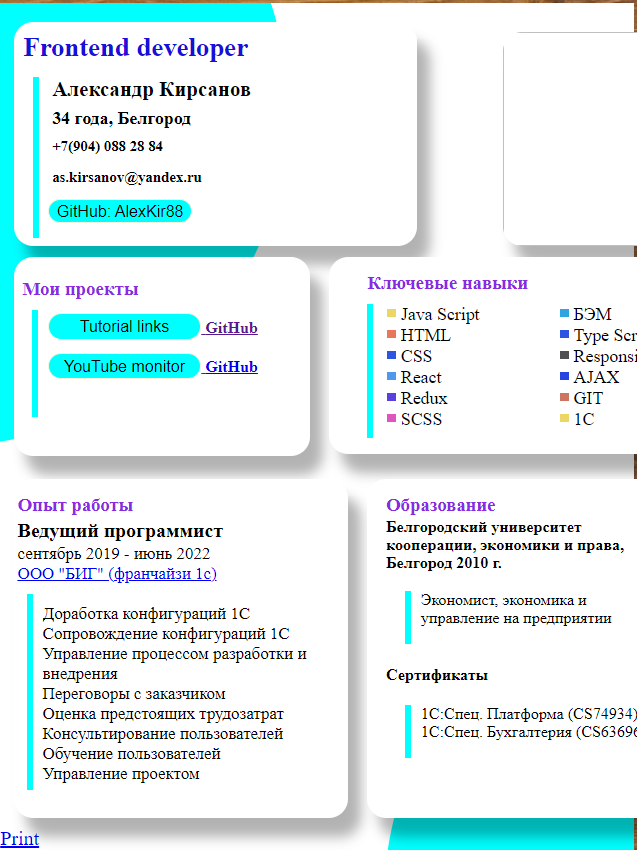 Frontend developer
Александр Кирсанов
34 года, Белгород
+7(904) 088 28 84
as.kirsanov@yandex.ru
GitHub: AlexKir88
Мои проекты
Tutorial links GitHub
YouTube monitor GitHub
Ключевые навыки
Java Script
HTML
CSS
React
Redux
SCSS
БЭМ
Type Scr
Responsi
AJAX
GIT
1C
Опыт работы
Ведущий программист
сентябрь 2019 - июнь 2022
ООО "БИГ" (франчайзи 1с)
Доработка конфигураций 1С
Сопровождение конфигураций 1С
Управление процессом разработки и
внедрения
Переговоры с заказчиком
Оценка предстоящих трудозатрат
Консультирование пользователей
Обучение пользователей
Управление проектом
Образование
Белгородский университет
кооперации, экономики и права,
Белгород 2010 г.
Экономист, экономика и
управление на предприятии
Сертификаты
1С:Спец. Платформа (CS74934)
1С:Спец. Бухгалтерия (CS63696
Print